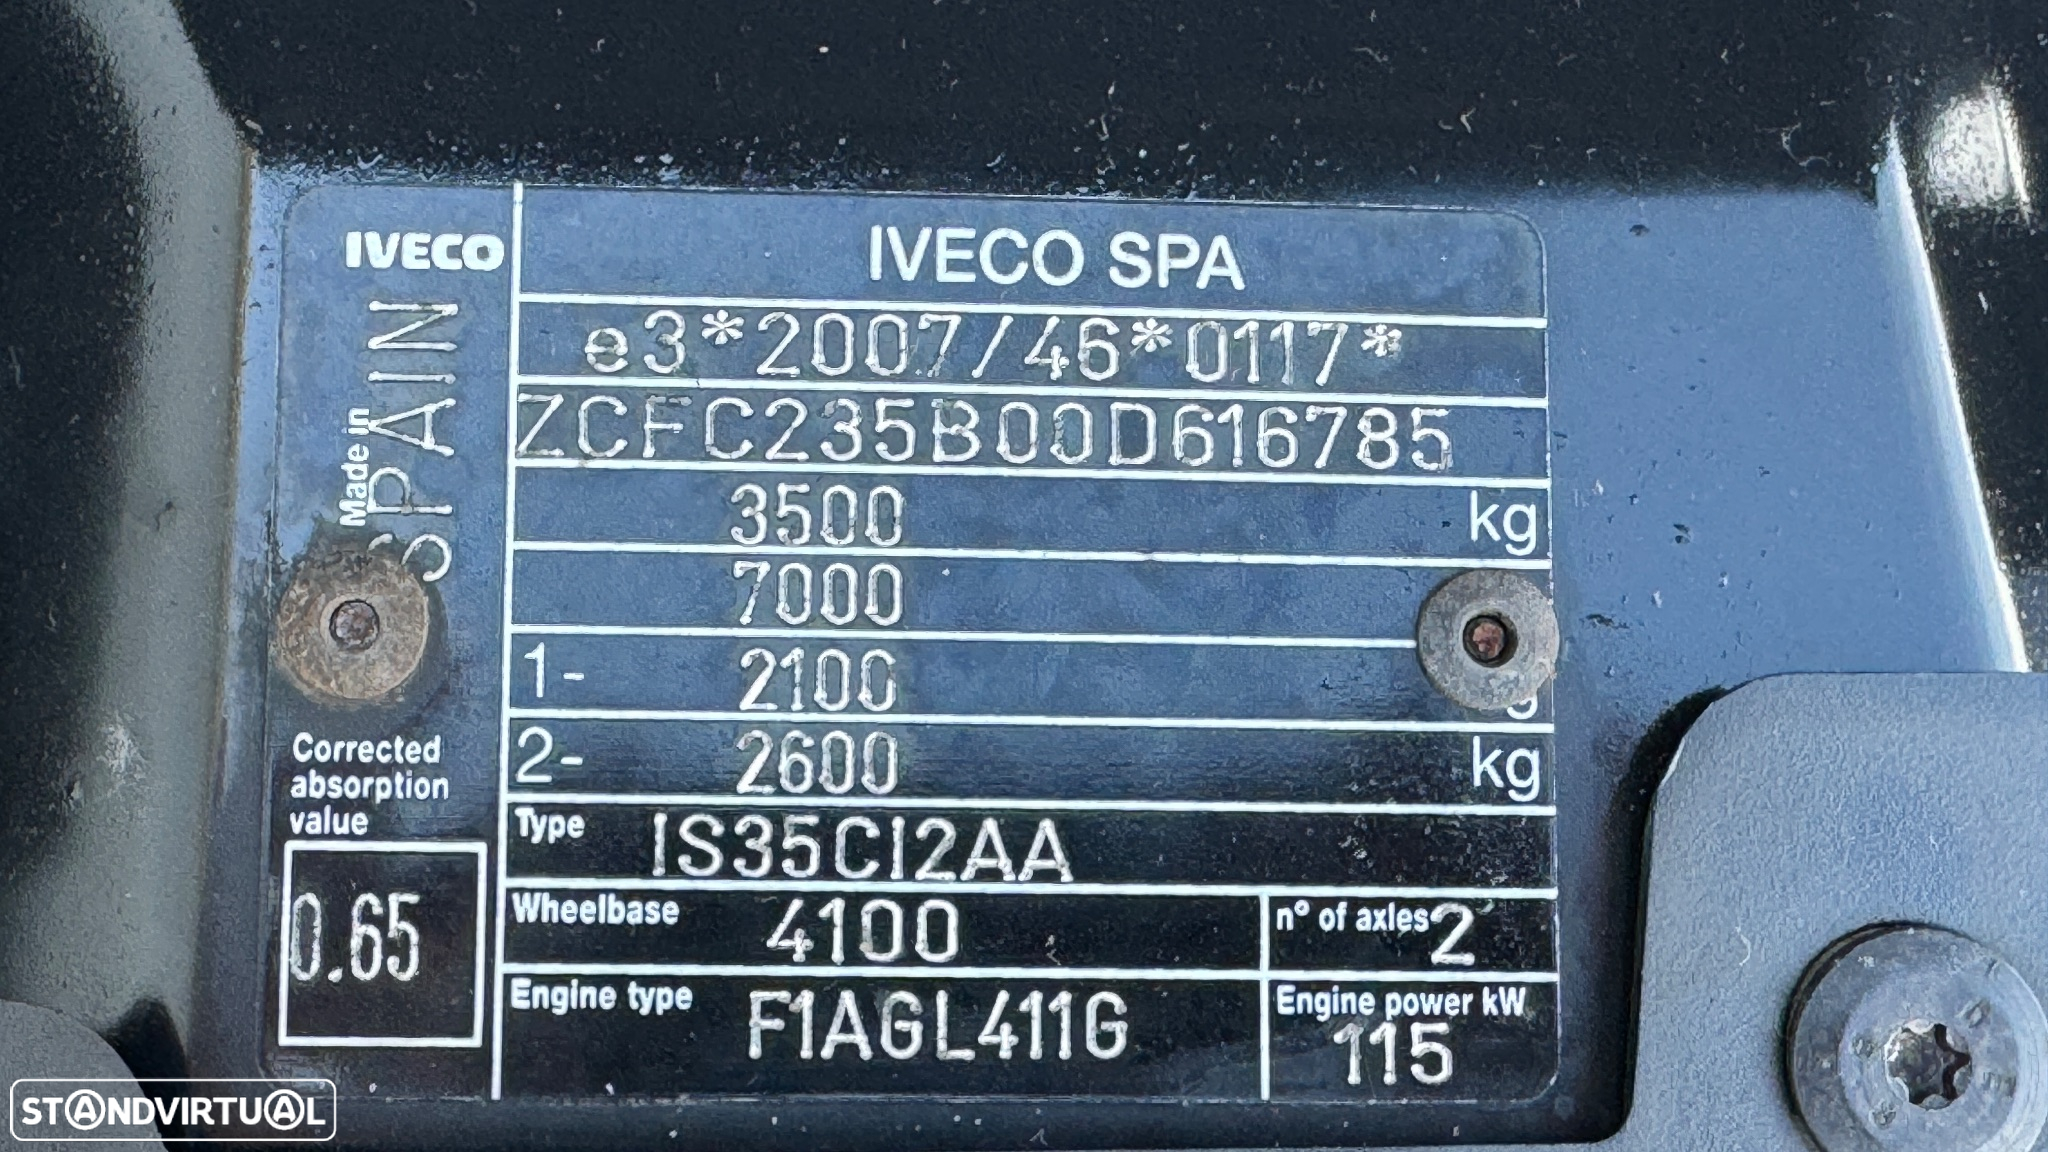 IVECO
Made in
SPAIN
Corrected
absorption
value
0.65
IVECO SPA
e3*2007/46*0117*
ZCFC235B00D616785
3500 kg
7000
1- 2100
2- 2600 kg
Type IS35CI2AA
Wheelbase 4100 n° of axles 2
Engine type F1AGL411G Engine power kW
115
STANDVIRTUAL